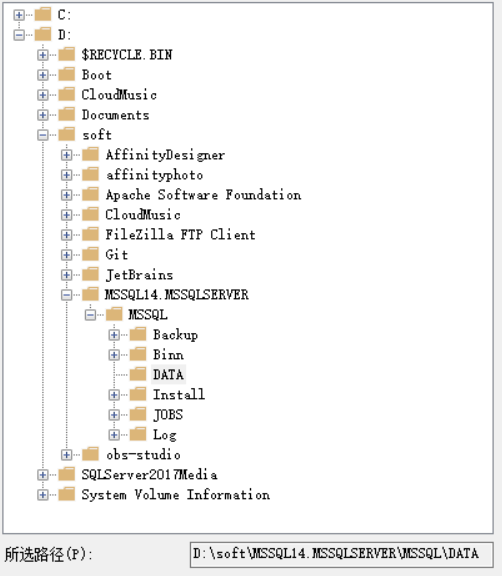 C:
D:
$RECYCLE.BIN
Boot
CloudMusic
Documents
soft
AffinityDesigner
affinityphoto
Apache Software Foundation
CloudMusic
FileZilla FTP Client
Git
JetBrains
MSSQL14.MSSQLSERVER
MSSQL
Backup
Binn
DATA
Install
JOBS
Log
obs-studio
SQLServer2017Media
System Volume Information
所选路径(P): D:\soft\MSSQL14.MSSQLSERVER\MSSQL\DATA